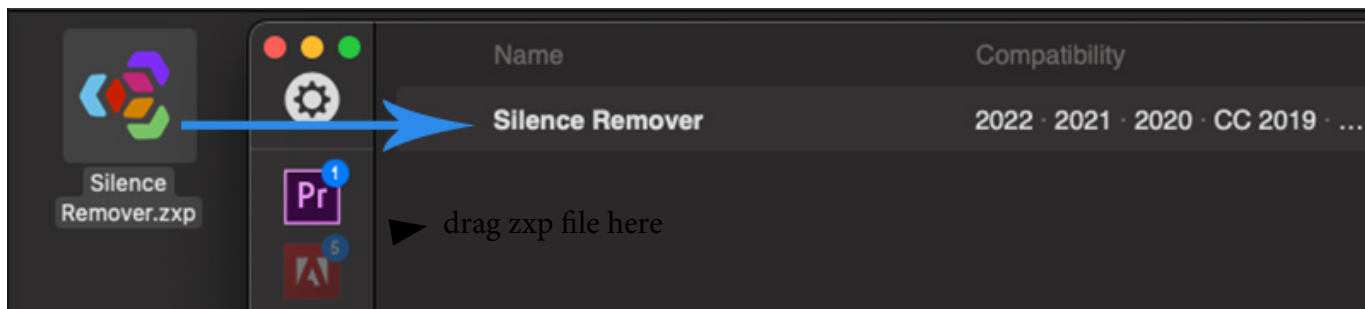 Name Compatibility
Silence Remover 2022 · 2021 · 2020 · CC 2019 · ...
Silence
Remover.zxp
Pr 1
drag zxp file here
5